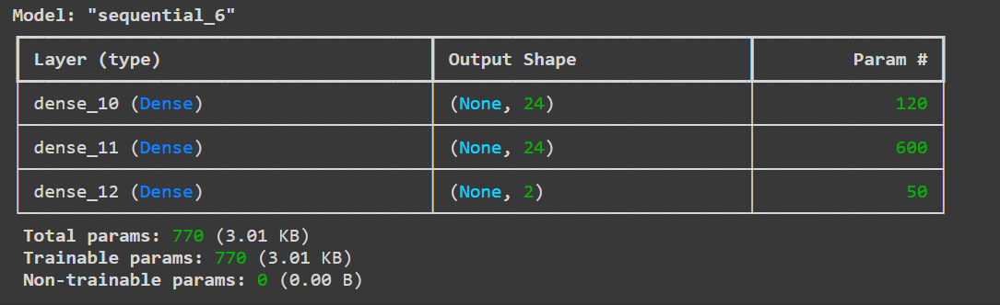 Model: "sequential_6"
Layer (type) Output Shape Param #
dense_10 (Dense) (None, 24) 120
dense_11 (Dense) (None, 24) 600
dense_12 (Dense) (None, 2) 50
Total params: 770 (3.01 KB)
Trainable params: 770 (3.01 KB)
Non-trainable params: 0 (0.00 B)